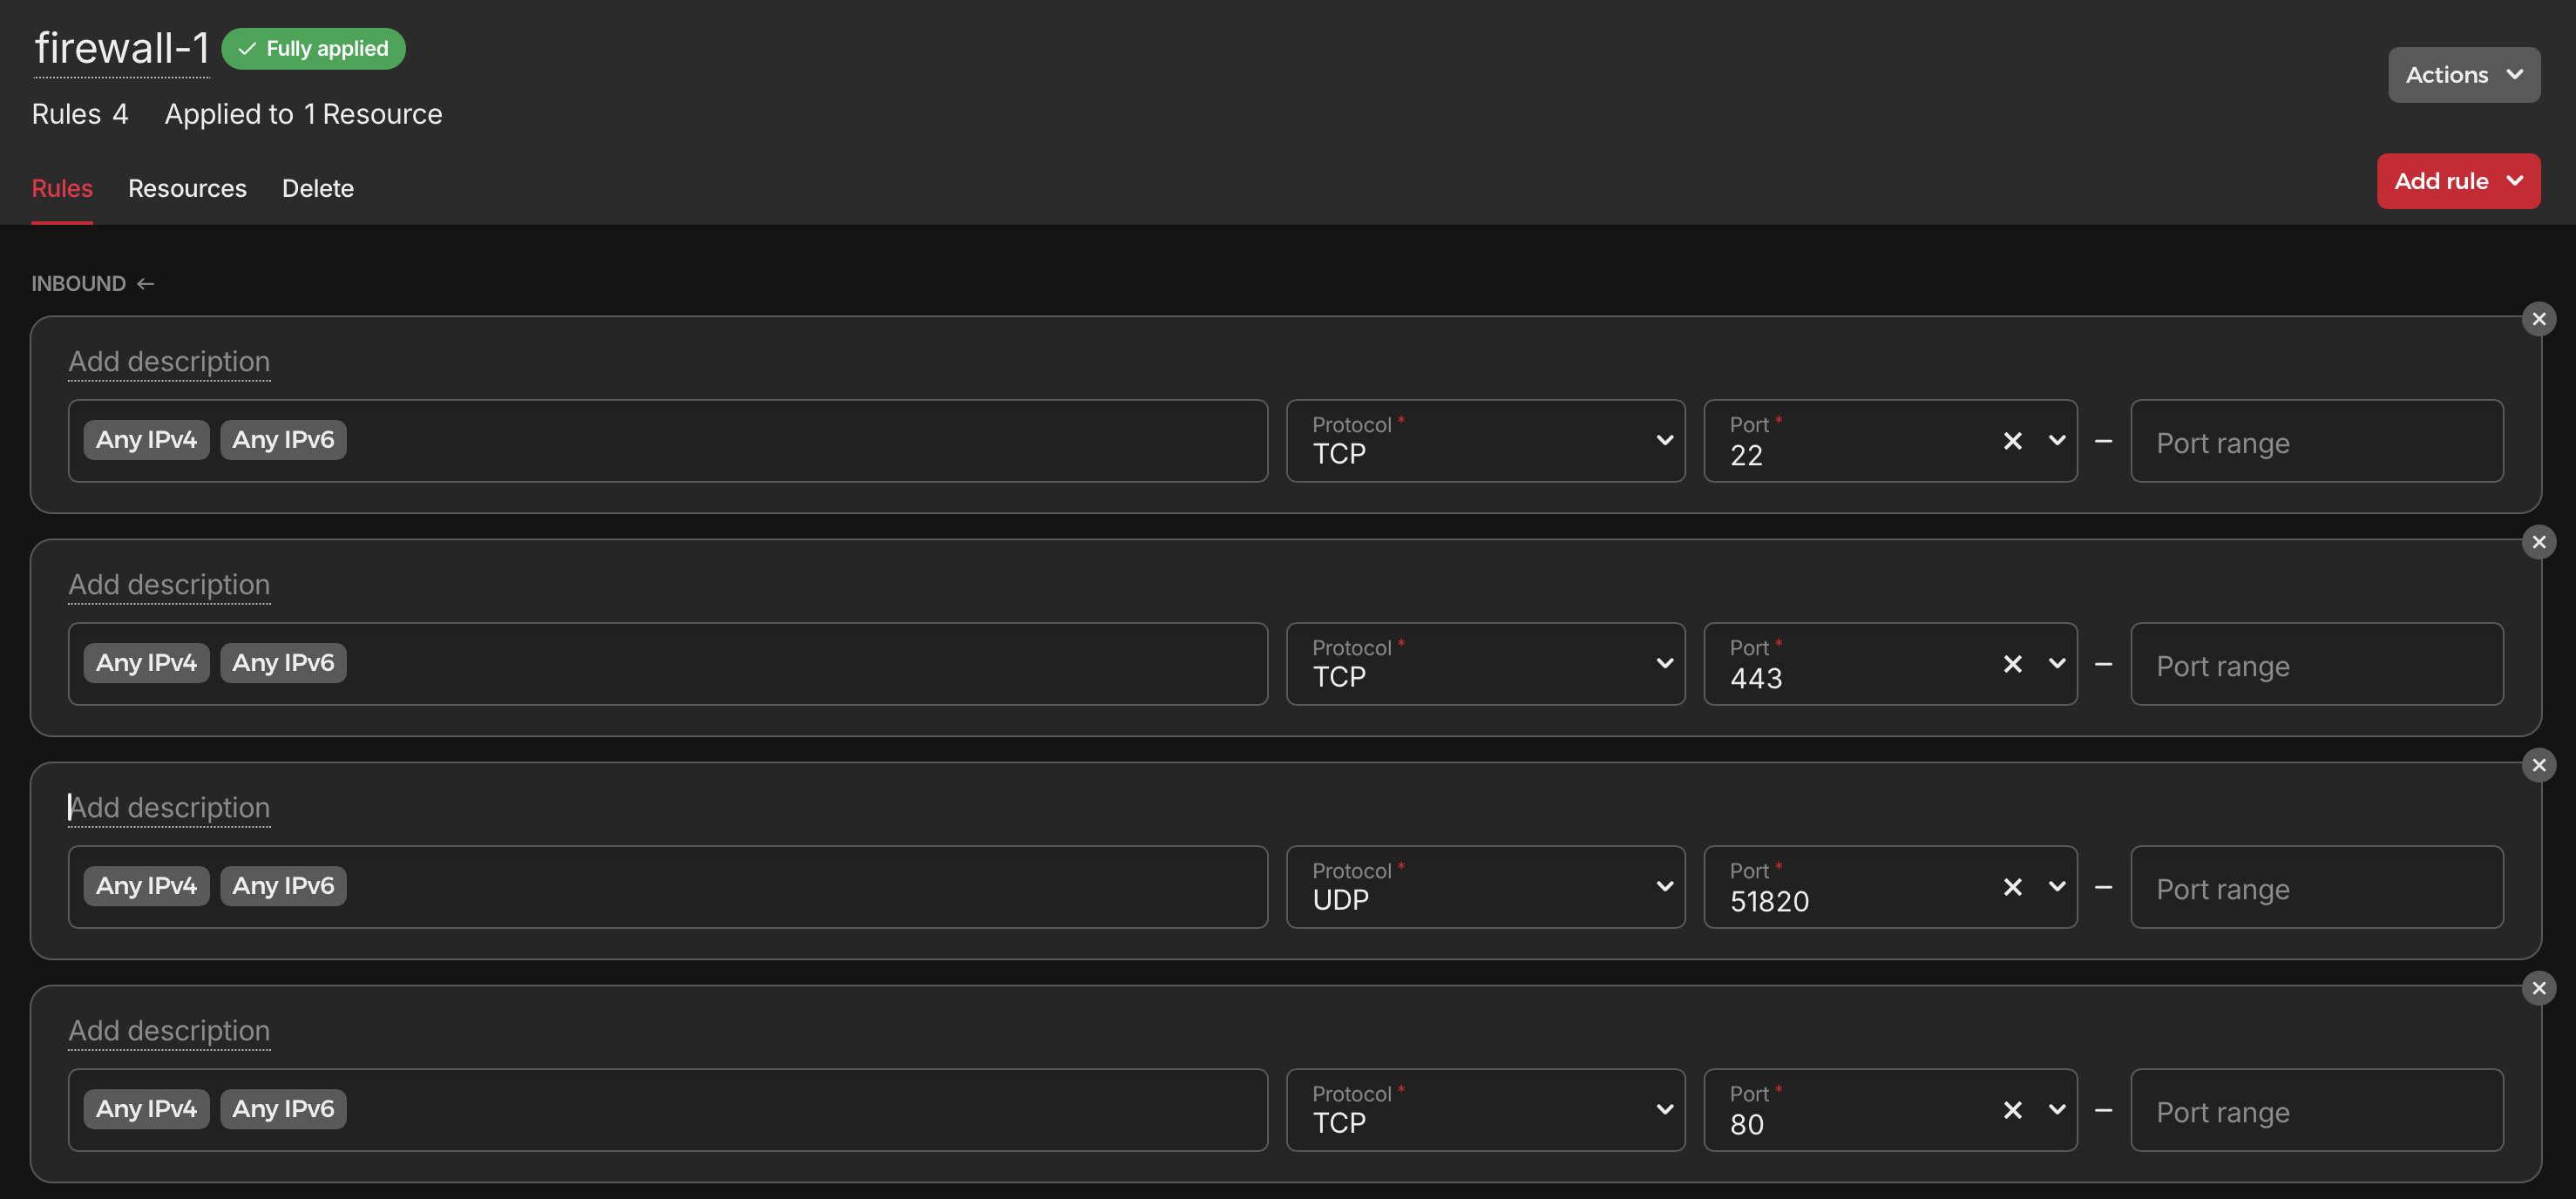 firewall-1 Fully applied
Actions
Rules 4 Applied to 1 Resource
Rules Resources Delete
Add rule
INBOUND ←
Add description
Any IPv4 Any IPv6 Protocol * TCP Port * 22 – Port range
Add description
Any IPv4 Any IPv6 Protocol * TCP Port * 443 – Port range
Add description
Any IPv4 Any IPv6 Protocol * UDP Port * 51820 – Port range
Add description
Any IPv4 Any IPv6 Protocol * TCP Port * 80 – Port range